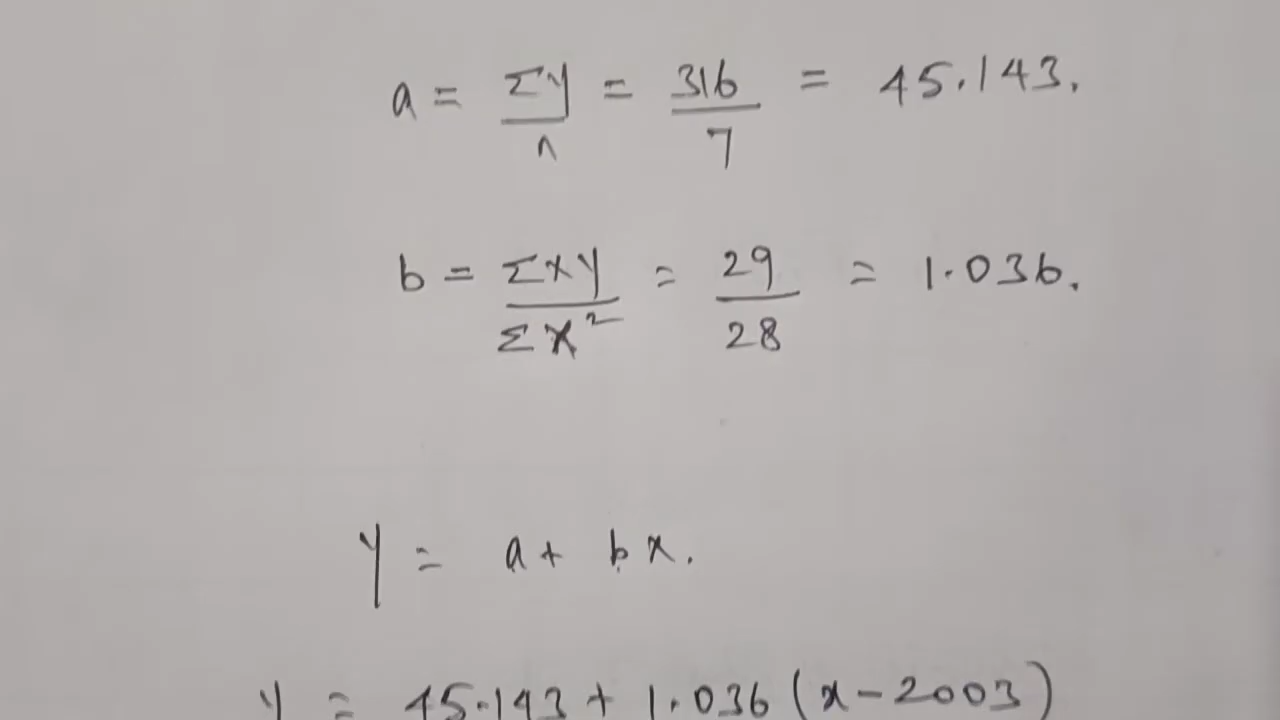 a = Σy/n = 316/7 = 45.143.
b = Σxy/Σx² = 29/28 = 1.036.
y = a + bx.
y = 45.143 + 1.036 (x - 2003)